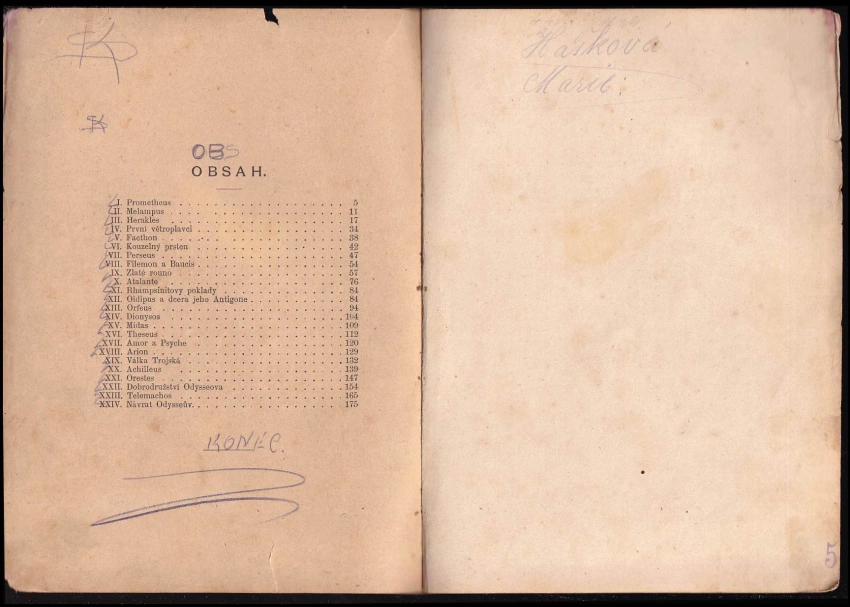 K
K
OBS
OBSAH.
I. Prometheus 5
II. Melampus 11
III. Herakles 17
IV. První větroplavci 34
V. Faethon 38
VI. Kouzelný prsten 42
VII. Perseus 47
VIII. Filemon a Baucis 54
IX. Zlaté rouno 57
X. Atalante 76
XI. Rhampsinitovy poklady 84
XII. Oidipus a dcera jeho Antigone 84
XIII. Orfeus 94
XIV. Dionysos 104
XV. Midas 109
XVI. Theseus 112
XVII. Amor a Psyche 120
XVIII. Arion 129
XIX. Válka Trojská 132
XX. Achilleus 139
XXI. Orestes 147
XXII. Dobrodružství Odysseova 154
XXIII. Telemachos 165
XXIV. Návrat Odysseův. 175
KONEC.
Hásková
Marie.
5